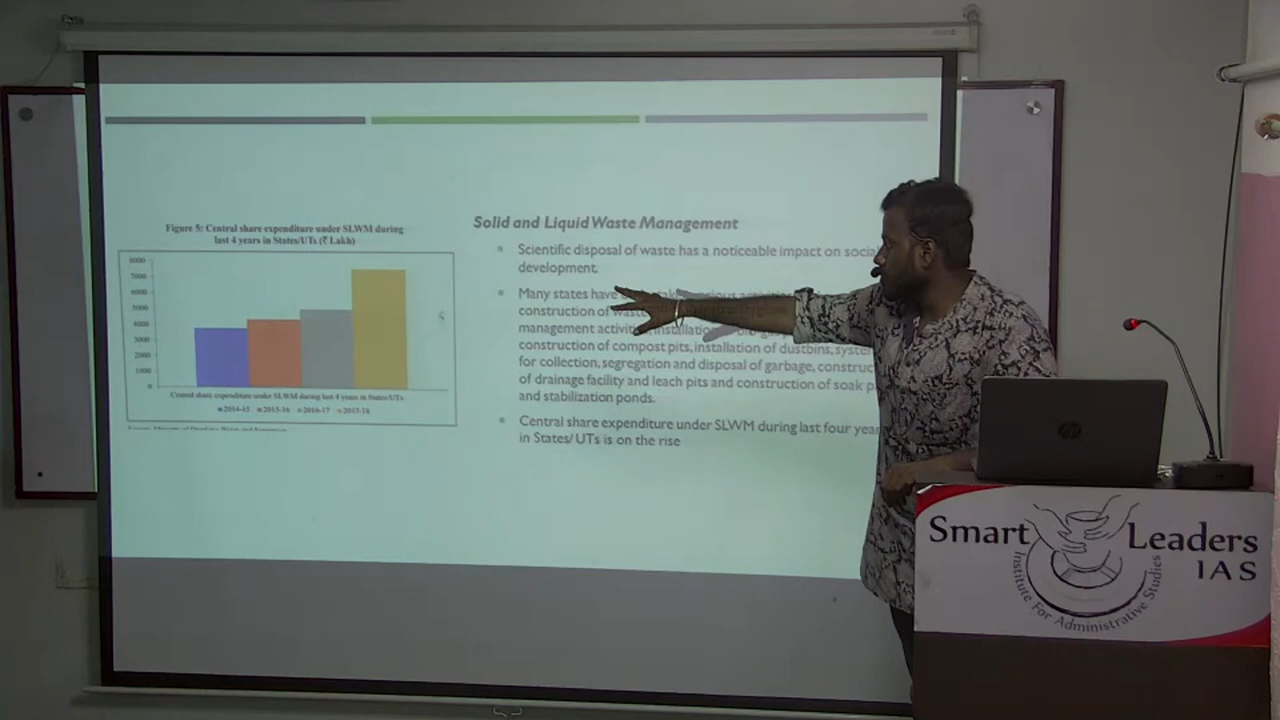 Figure 5: Central share expenditure under SLWM during
last 4 years in States/UTs (₹ Lakh)
8000
7000
6000
5000
4000
3000
2000
1000
0
Central share expenditure under SLWM during last 4 years in States/UTs
2014-15 2015-16 2016-17 2017-18
Solid and Liquid Waste Management
Scientific disposal of waste has a noticeable impact on social
development.
Many states have
construction of waste
management installation
construction of compost pits, installation of dustbins, system
for collection, segregation and disposal of garbage, construc
of drainage facility and leach pits and construction of soak p
and stabilization ponds.
Central share expenditure under SLWM during last four year
in States/ UTs is on the rise
hp
Smart Leaders
IAS
Institute For Administrative Studies